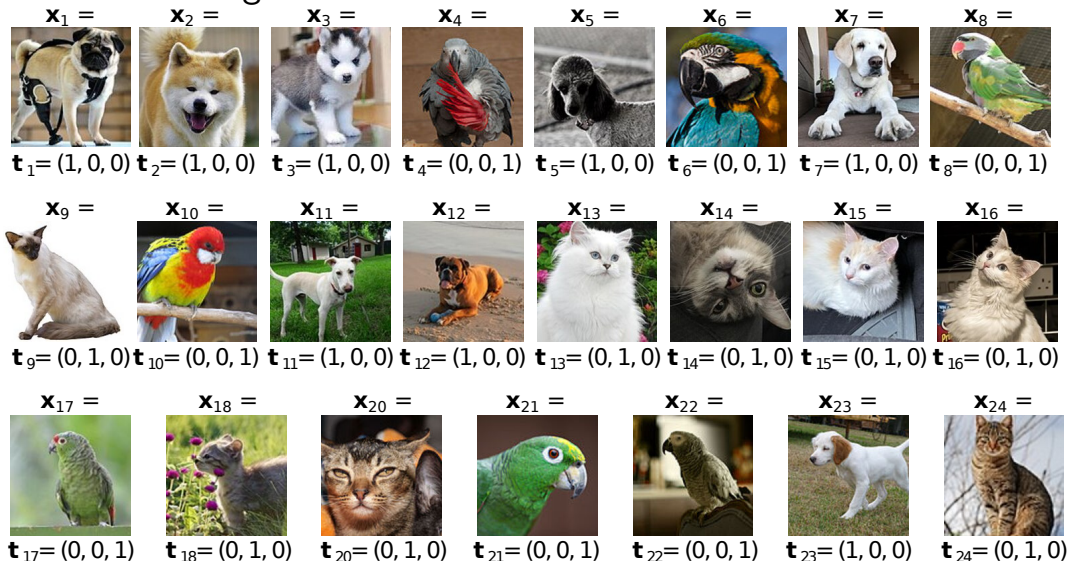 x1 = x2 = x3 = x4 = x5 = x6 = x7 = x8 =
t1= (1, 0, 0) t2= (1, 0, 0) t3= (1, 0, 0) t4= (0, 0, 1) t5= (1, 0, 0) t6= (0, 0, 1) t7= (1, 0, 0) t8= (0, 0, 1)
x9 = x10 = x11 = x12 = x13 = x14 = x15 = x16 =
t9= (0, 1, 0) t10= (0, 0, 1) t11= (1, 0, 0) t12= (1, 0, 0) t13= (0, 1, 0) t14= (0, 1, 0) t15= (0, 1, 0) t16= (0, 1, 0)
x17 = x18 = x20 = x21 = x22 = x23 = x24 =
t17= (0, 0, 1) t18= (0, 1, 0) t20= (0, 1, 0) t21= (0, 0, 1) t22= (0, 0, 1) t23= (1, 0, 0) t24= (0, 1, 0)